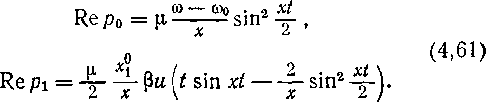 Re p₀ = μ (ω − ω₀)/x sin² xt/2 ,
(4,61)
Re p₁ = μ/2 x₁⁰/x βu (t sin xt − 2/x sin² xt/2).